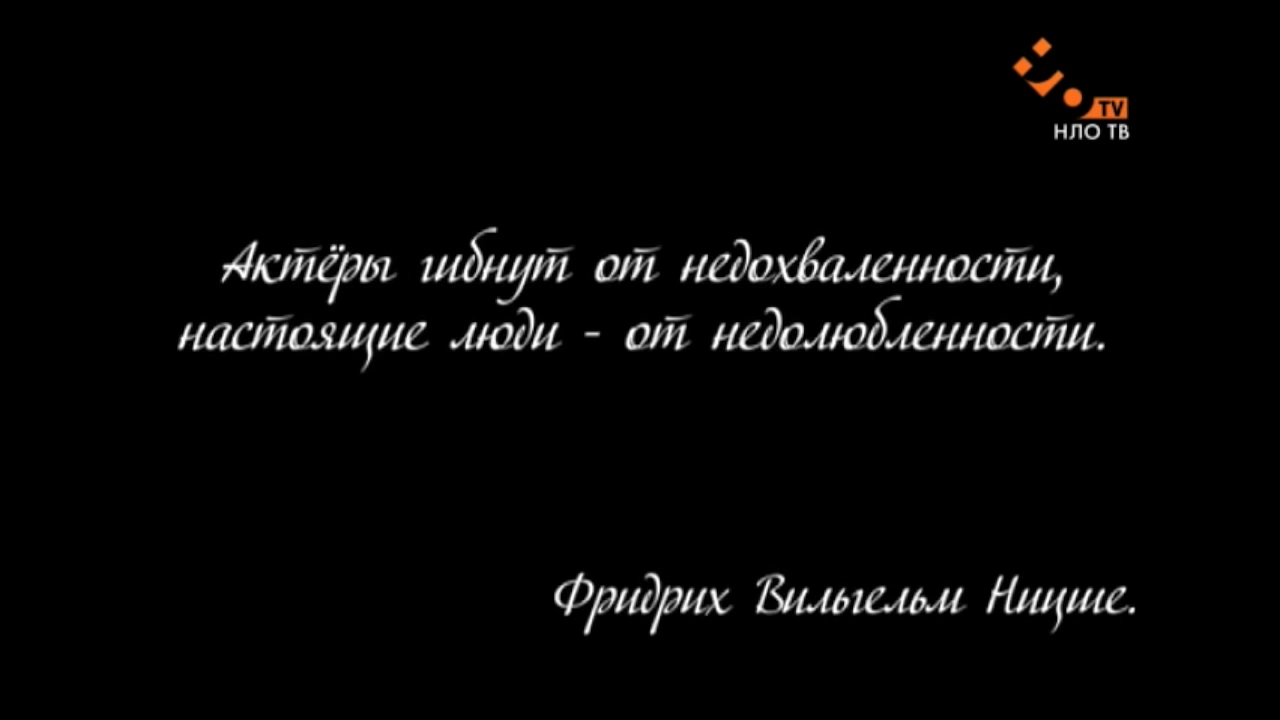 TV
НЛО ТВ
Актёры гибнут от недохваленности,
настоящие люди - от недолюбленности.
Фридрих Вильгельм Ницше.